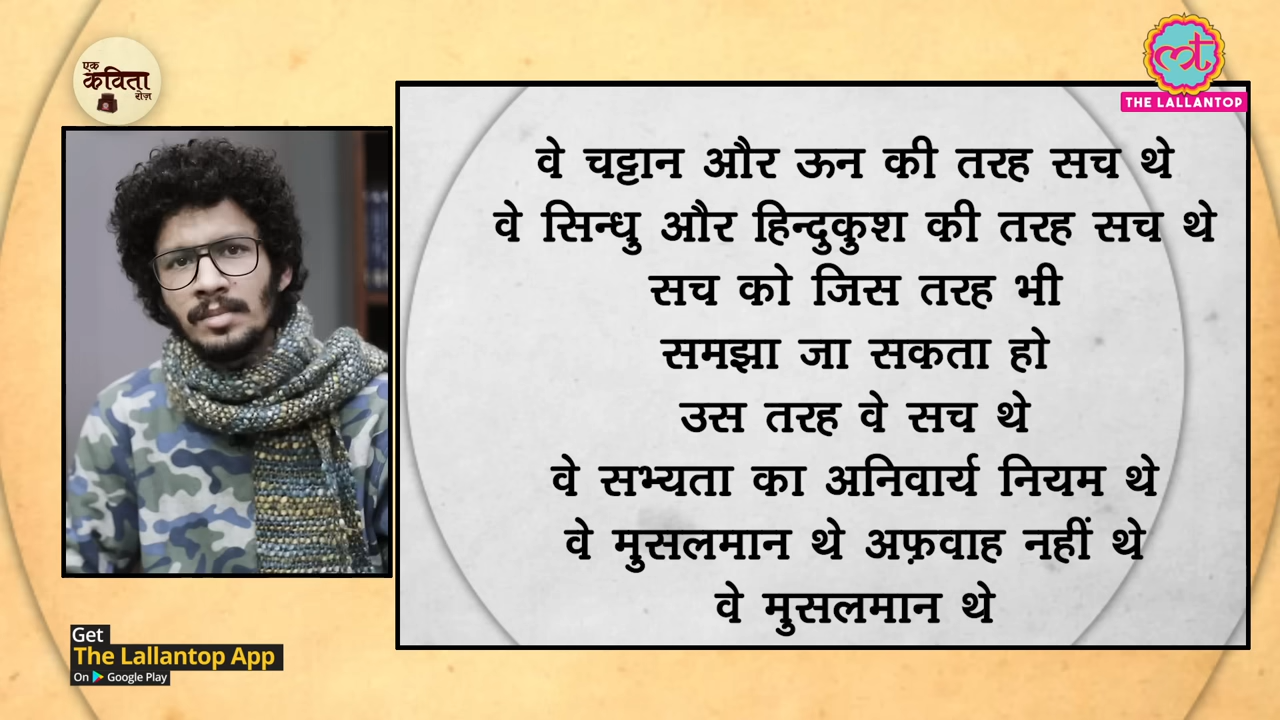 एक
कविता
रोज़
THE LALLANTOP
वे चट्टान और ऊन की तरह सच थे
वे सिन्धु और हिन्दुकुश की तरह सच थे
सच को जिस तरह भी
समझा जा सकता हो
उस तरह वे सच थे
वे सभ्यता का अनिवार्य नियम थे
वे मुसलमान थे अफ़वाह नहीं थे
वे मुसलमान थे
Get
The Lallantop App
On Google Play